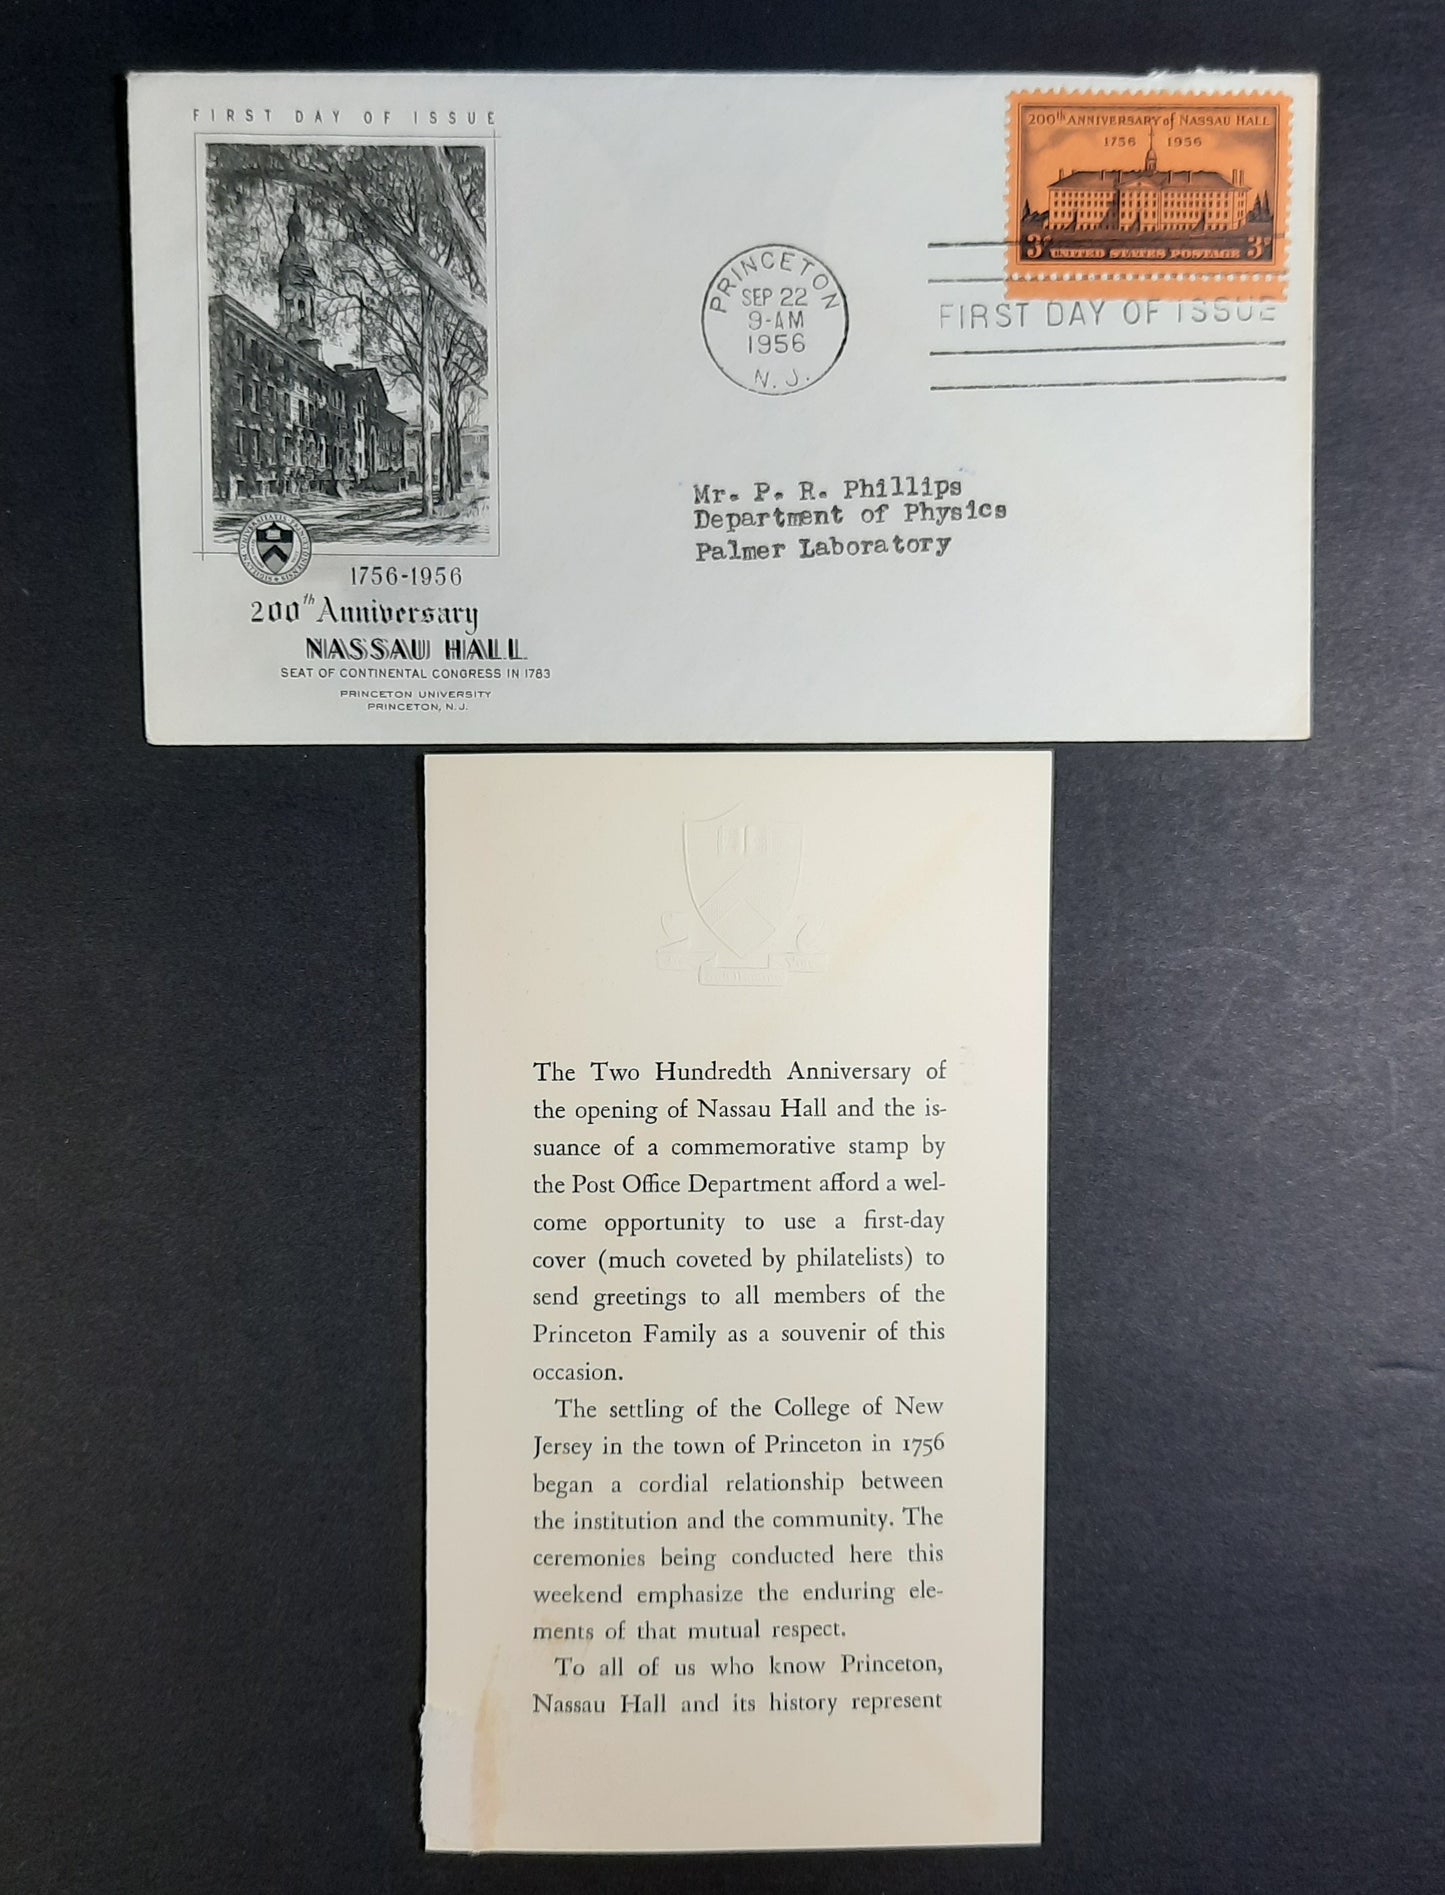 FIRST DAY OF ISSUE
200th ANNIVERSARY of NASSAU HALL
1756 1956
3¢ UNITED STATES POSTAGE 3¢
PRINCETON
SEP 22
9-AM
1956
N. J.
FIRST DAY OF ISSUE
Mr. P. R. Phillips
Department of Physics
Palmer Laboratory
1756-1956
200th Anniversary
NASSAU HALL
SEAT OF CONTINENTAL CONGRESS IN 1783
PRINCETON UNIVERSITY
PRINCETON, N.J.
The Two Hundredth Anniversary of
the opening of Nassau Hall and the is-
suance of a commemorative stamp by
the Post Office Department afford a wel-
come opportunity to use a first-day
cover (much coveted by philatelists) to
send greetings to all members of the
Princeton Family as a souvenir of this
occasion.
The settling of the College of New
Jersey in the town of Princeton in 1756
began a cordial relationship between
the institution and the community. The
ceremonies being conducted here this
weekend emphasize the enduring ele-
ments of that mutual respect.
To all of us who know Princeton,
Nassau Hall and its history represent